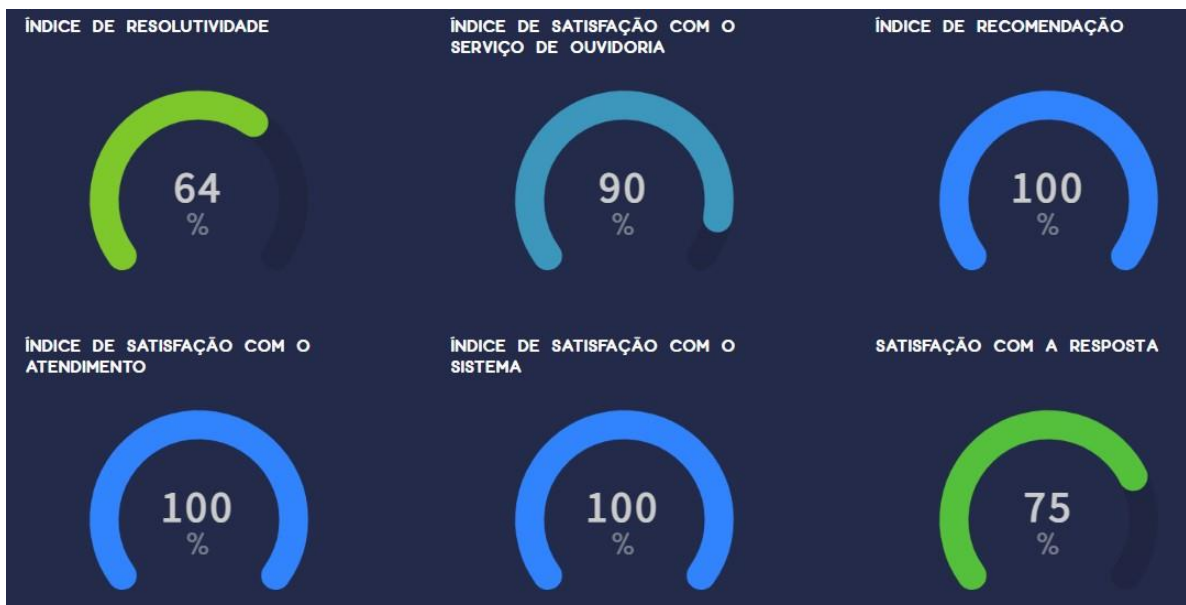 ÍNDICE DE RESOLUTIVIDADE
64
%
ÍNDICE DE SATISFAÇÃO COM O
SERVIÇO DE OUVIDORIA
90
%
ÍNDICE DE RECOMENDAÇÃO
100
%
ÍNDICE DE SATISFAÇÃO COM O
ATENDIMENTO
100
%
ÍNDICE DE SATISFAÇÃO COM O
SISTEMA
100
%
SATISFAÇÃO COM A RESPOSTA
75
%